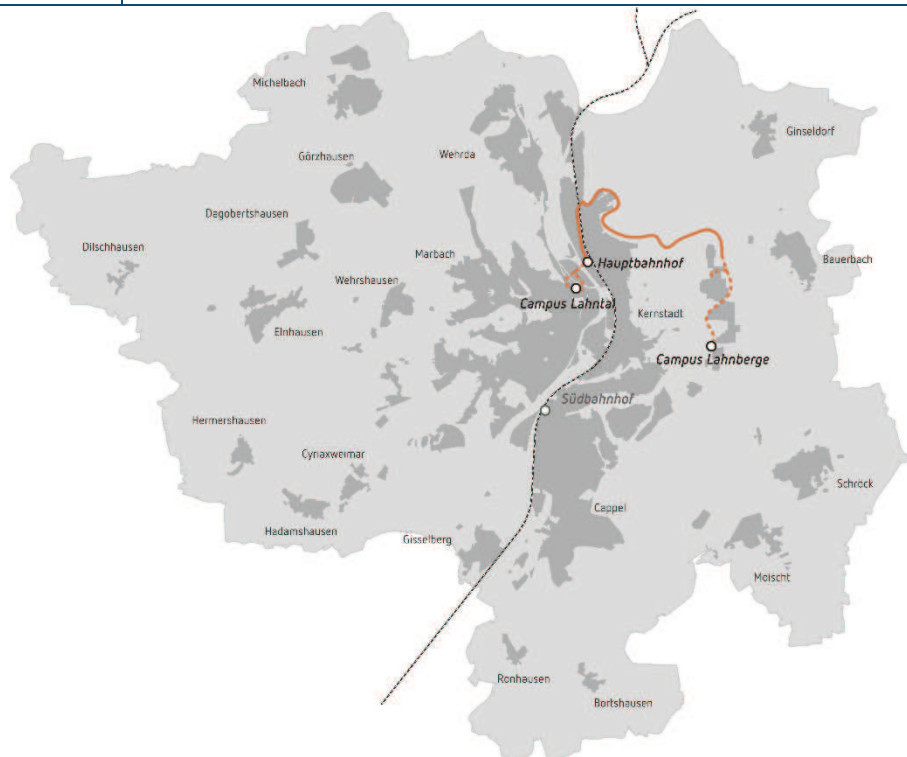 Michelbach
Ginseldorf
Görzhausen
Wehrda
Dagobertshausen
Dilschhausen
Marbach
Bauerbach
Hauptbahnhof
Wehrshausen
Campus Lahntal
Kernstadt
Elnhausen
Campus Lahnberge
Südbahnhof
Hermershausen
Cyriaxweimar
Schröck
Cappel
Hadamshausen
Gisselberg
Moischt
Ronhausen
Bortshausen